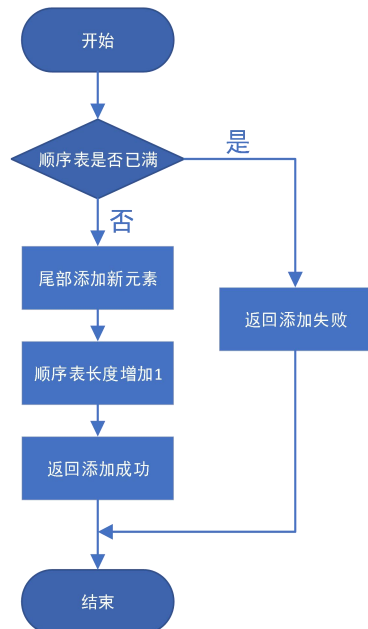 开始
顺序表是否已满
是
否
尾部添加新元素
返回添加失败
顺序表长度增加1
返回添加成功
结束